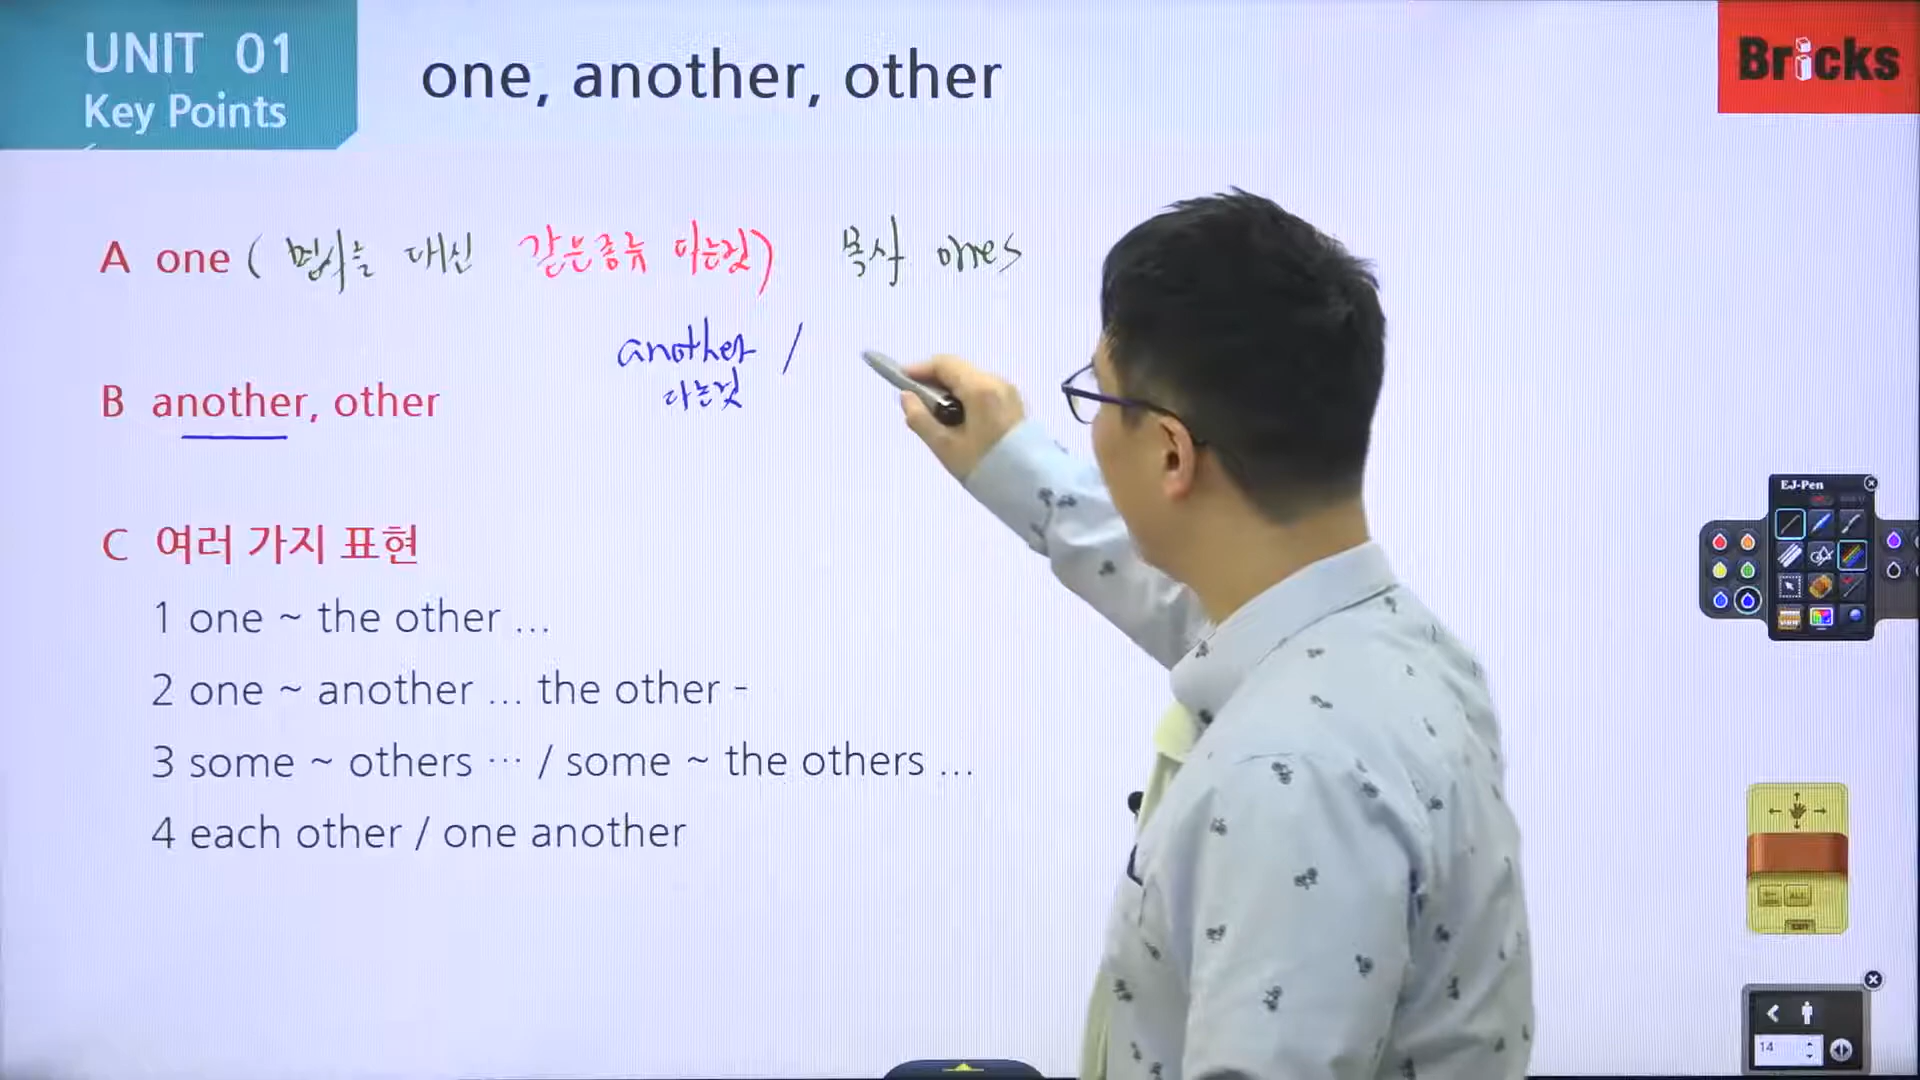 UNIT 01
Key Points
one, another, other
Bricks
A one ( 명사를 대신 같은종류 다른것) 복사 ones
another /
다른것
B another, other
C 여러 가지 표현
1 one ~ the other ...
2 one ~ another ... the other -
3 some ~ others ··· / some ~ the others ...
4 each other / one another
EJ-Pen
ALL
EXIT
14